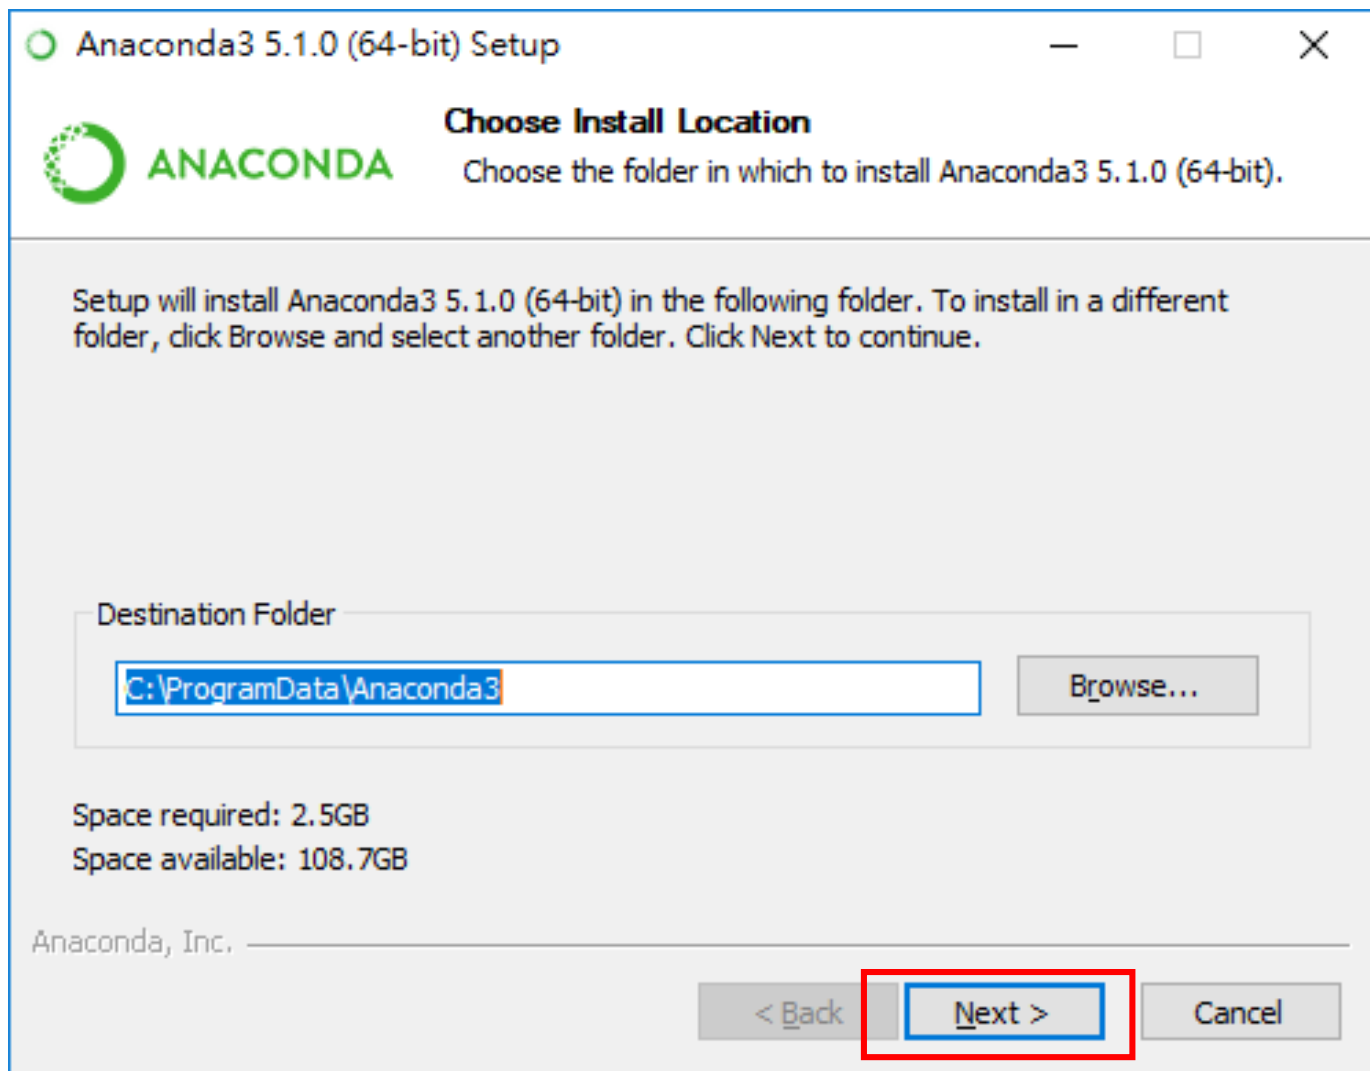 Anaconda3 5.1.0 (64-bit) Setup
ANACONDA
Choose Install Location
Choose the folder in which to install Anaconda3 5.1.0 (64-bit).
Setup will install Anaconda3 5.1.0 (64-bit) in the following folder. To install in a different
folder, click Browse and select another folder. Click Next to continue.
Destination Folder
C:\ProgramData\Anaconda3
Browse...
Space required: 2.5GB
Space available: 108.7GB
Anaconda, Inc.
< Back
Next >
Cancel